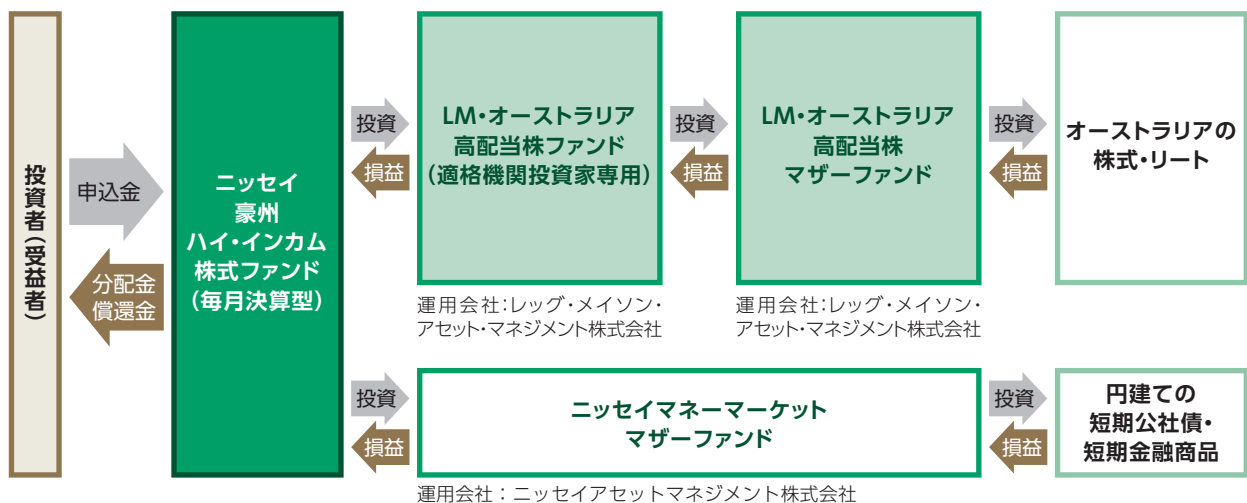 投資者（受益者）
申込金
分配金
償還金
ニッセイ
豪州
ハイ・インカム
株式ファンド
（毎月決算型）
投資
損益
LM・オーストラリア
高配当株ファンド
（適格機関投資家専用）
運用会社：レッグ・メイソン・
アセット・マネジメント株式会社
投資
損益
LM・オーストラリア
高配当株
マザーファンド
運用会社：レッグ・メイソン・
アセット・マネジメント株式会社
投資
損益
オーストラリアの
株式・リート
投資
損益
ニッセイマネーマーケット
マザーファンド
運用会社：ニッセイアセットマネジメント株式会社
投資
損益
円建ての
短期公社債・
短期金融商品